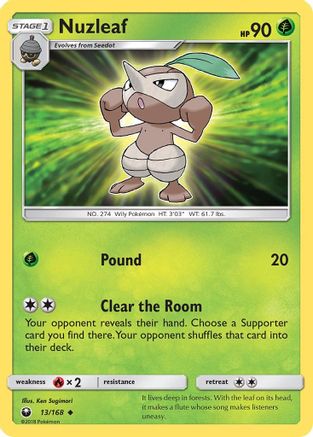 STAGE 1 Nuzleaf HP 90
Evolves from Seedot
NO. 274 Wily Pokémon HT. 3'03" WT. 61.7 lbs.
Pound 20
Clear the Room
Your opponent reveals their hand. Choose a Supporter
card you find there. Your opponent shuffles that card into
their deck.
weakness × 2 resistance retreat
Illus. Ken Sugimori
13/168
©2018 Pokémon
It lives deep in forests. With the leaf on its head,
it makes a flute whose song makes listeners
uneasy.